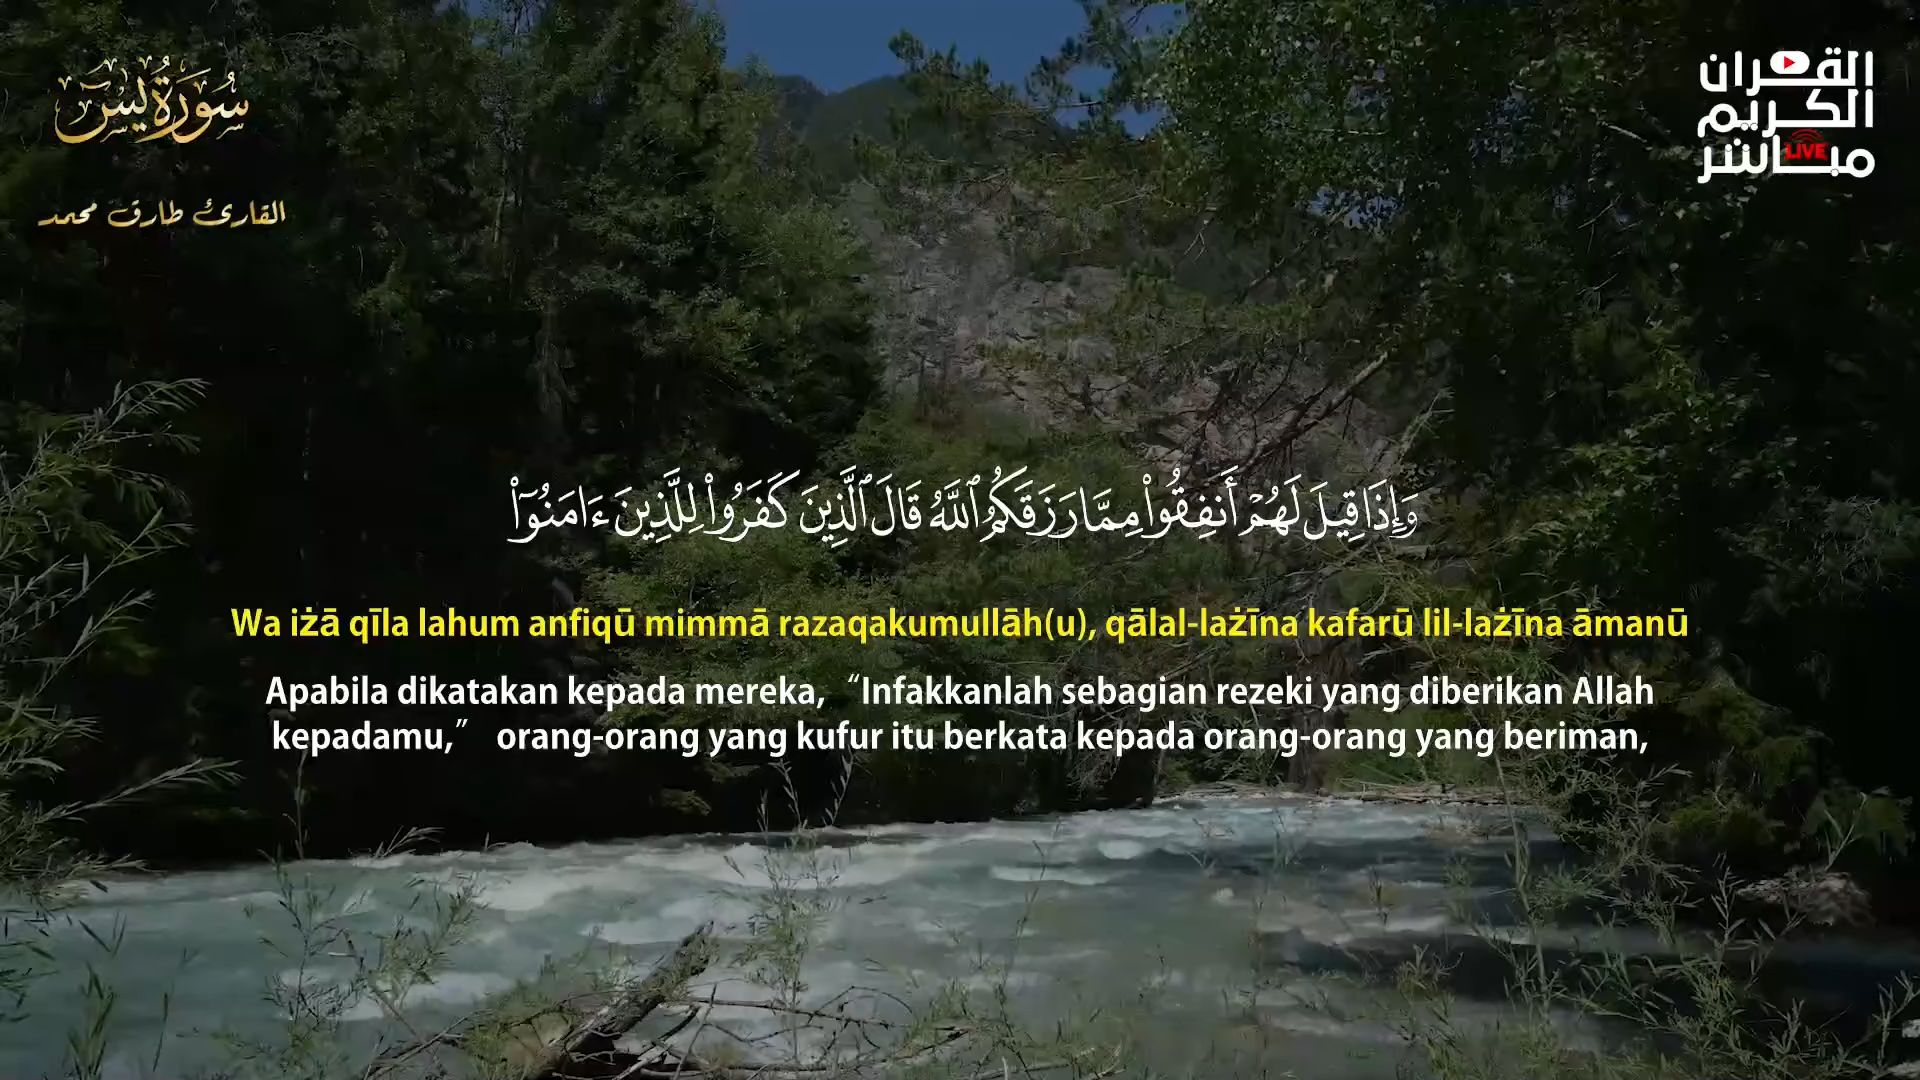 سُورَةُ يس
القارئ طارق محمد
القرآن
الكريم
مباشر
LIVE
وَإِذَا قِيلَ لَهُمْ أَنفِقُوا۟ مِمَّا رَزَقَكُمُ ٱللَّهُ قَالَ ٱلَّذِينَ كَفَرُوا۟ لِلَّذِينَ ءَامَنُوٓا۟
Wa iżā qīla lahum anfiqū mimmā razaqakumullāh(u), qālal-lażīna kafarū lil-lażīna āmanū
Apabila dikatakan kepada mereka, “Infakkanlah sebagian rezeki yang diberikan Allah
kepadamu,” orang-orang yang kufur itu berkata kepada orang-orang yang beriman,